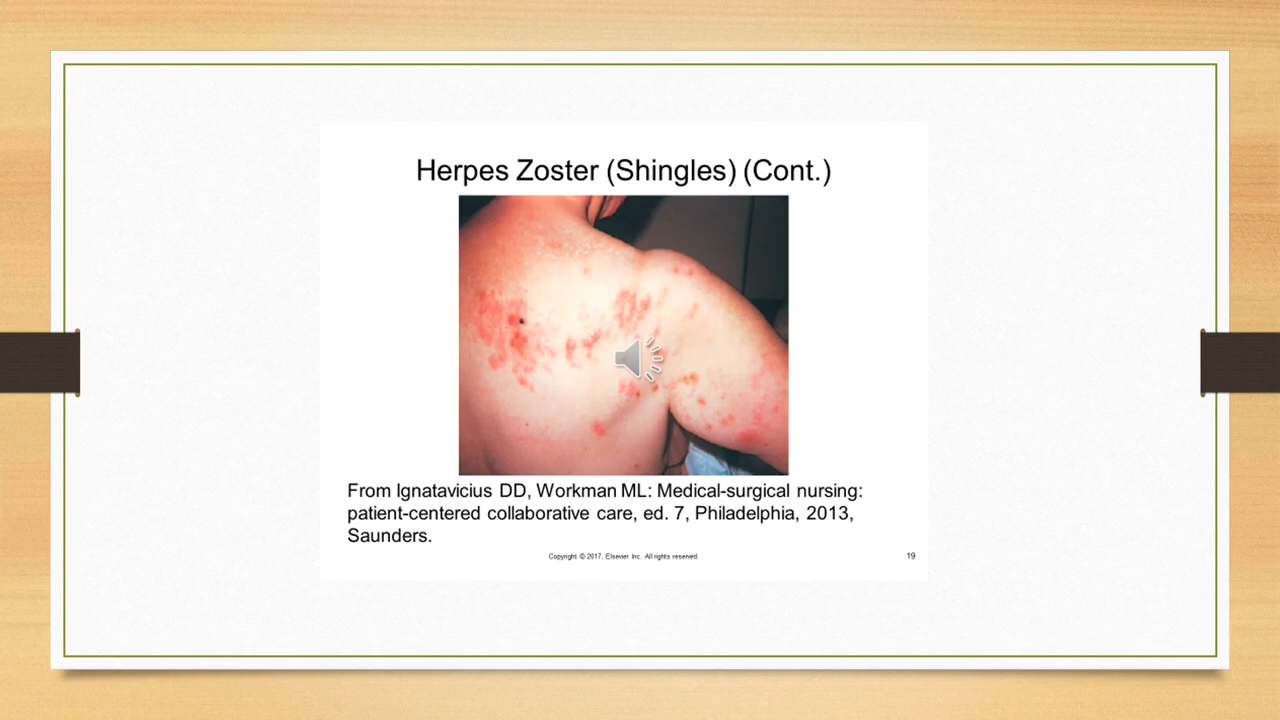 Herpes Zoster (Shingles) (Cont.)
From Ignatavicius DD, Workman ML: Medical-surgical nursing:
patient-centered collaborative care, ed. 7, Philadelphia, 2013,
Saunders.
Copyright © 2017, Elsevier Inc. All rights reserved.
19